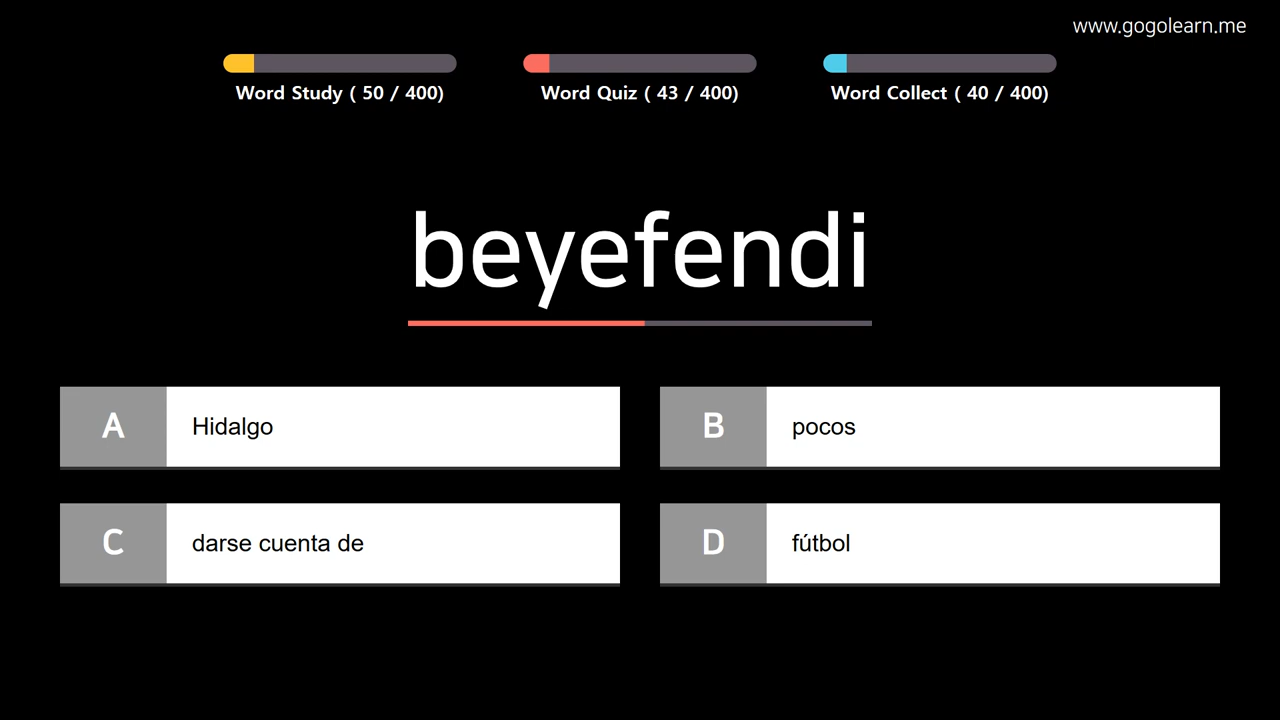 www.gogolearn.me
Word Study ( 50 / 400)
Word Quiz ( 43 / 400)
Word Collect ( 40 / 400)
beyefendi
A Hidalgo
B pocos
C darse cuenta de
D fútbol